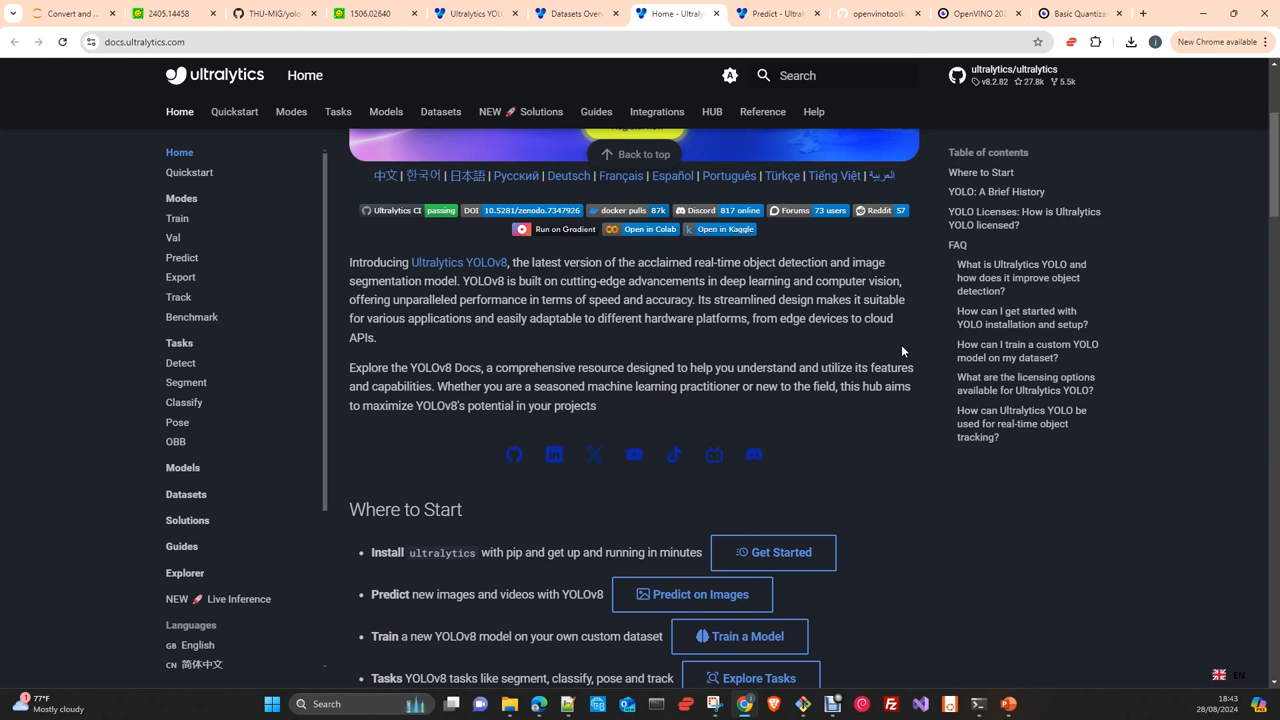 Convert and ...
2405.14458
THU-MIG/yolo
1506.02640
Ultralytics YOL
Datasets Over
Home - Ultraly
Predict - Ultral
openvinotoolk
OpenVINO 202
Basic Quantiza
docs.ultralytics.com
New Chrome available
ultralytics
Home
Search
ultralytics/ultralytics
v8.2.82 27.8k 5.5k
Home
Quickstart
Modes
Tasks
Models
Datasets
NEW 🚀 Solutions
Guides
Integrations
HUB
Reference
Help
Back to top
中文 | 한국어 | 日本語 | Русский | Deutsch | Français | Español | Português | Türkçe | Tiếng Việt | العربية
Ultralytics CI passing DOI 10.5281/zenodo.7347926 docker pulls 87k Discord 817 online Forums 73 users Reddit 57
Run on Gradient Open in Colab Open in Kaggle
Introducing Ultralytics YOLOv8, the latest version of the acclaimed real-time object detection and image
segmentation model. YOLOv8 is built on cutting-edge advancements in deep learning and computer vision,
offering unparalleled performance in terms of speed and accuracy. Its streamlined design makes it suitable
for various applications and easily adaptable to different hardware platforms, from edge devices to cloud
APIs.
Explore the YOLOv8 Docs, a comprehensive resource designed to help you understand and utilize its features
and capabilities. Whether you are a seasoned machine learning practitioner or new to the field, this hub aims
to maximize YOLOv8's potential in your projects
Where to Start
Install ultralytics with pip and get up and running in minutes
Get Started
Predict new images and videos with YOLOv8
Predict on Images
Train a new YOLOv8 model on your own custom dataset
Train a Model
Tasks YOLOv8 tasks like segment, classify, pose and track
Explore Tasks
Home
Quickstart
Modes
Train
Val
Predict
Export
Track
Benchmark
Tasks
Detect
Segment
Classify
Pose
OBB
Models
Datasets
Solutions
Guides
Explorer
NEW 🚀 Live Inference
Languages
GB English
CN 简体中文
Table of contents
Where to Start
YOLO: A Brief History
YOLO Licenses: How is Ultralytics
YOLO licensed?
FAQ
What is Ultralytics YOLO and
how does it improve object
detection?
How can I get started with
YOLO installation and setup?
How can I train a custom YOLO
model on my dataset?
What are the licensing options
available for Ultralytics YOLO?
How can Ultralytics YOLO be
used for real-time object
tracking?
EN
1
77°F
Mostly cloudy
Search
18:43
28/08/2024